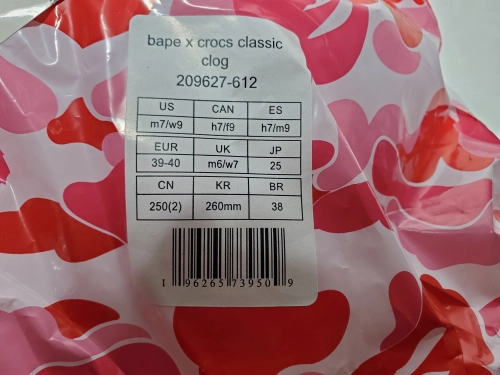 bape x crocs classic
clog
209627-612
US CAN ES
m7/w9 h7/f9 h7/m9
EUR UK JP
39-40 m6/w7 25
CN KR BR
250(2) 260mm 38
1 96265 73950 9